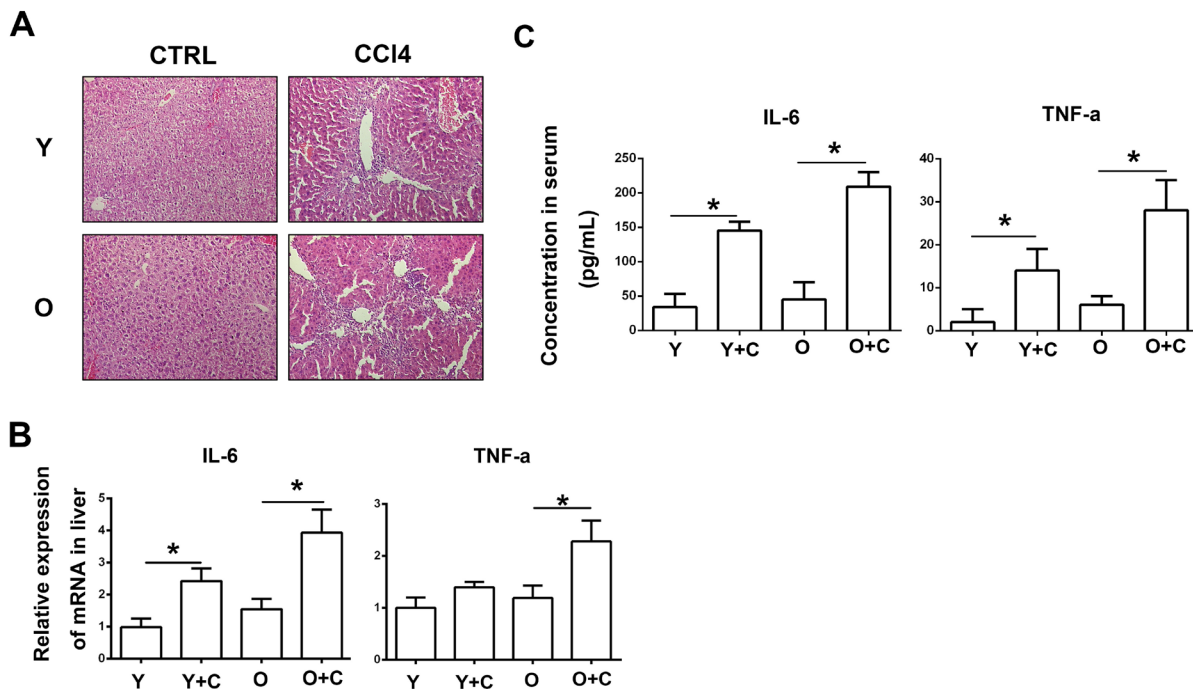 A
CTRL
CCl4
Y
O
B
Relative expression
of mRNA in liver
IL-6
5
4
3
2
1
0
*
*
Y
Y+C
O
O+C
TNF-a
3
2
1
0
*
Y
Y+C
O
O+C
C
Concentration in serum
(pg/mL)
IL-6
250
200
150
100
50
0
*
*
Y
Y+C
O
O+C
TNF-a
40
30
20
10
0
*
*
Y
Y+C
O
O+C